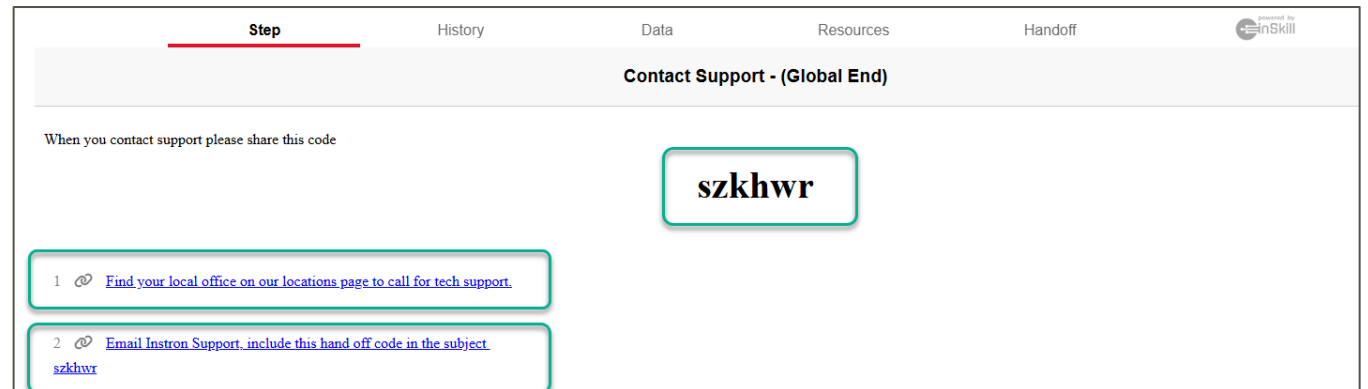 Step History Data Resources Handoff powered by inSkill
Contact Support - (Global End)
When you contact support please share this code
szkhwr
1 Find your local office on our locations page to call for tech support.
2 Email Instron Support, include this hand off code in the subject
szkhwr